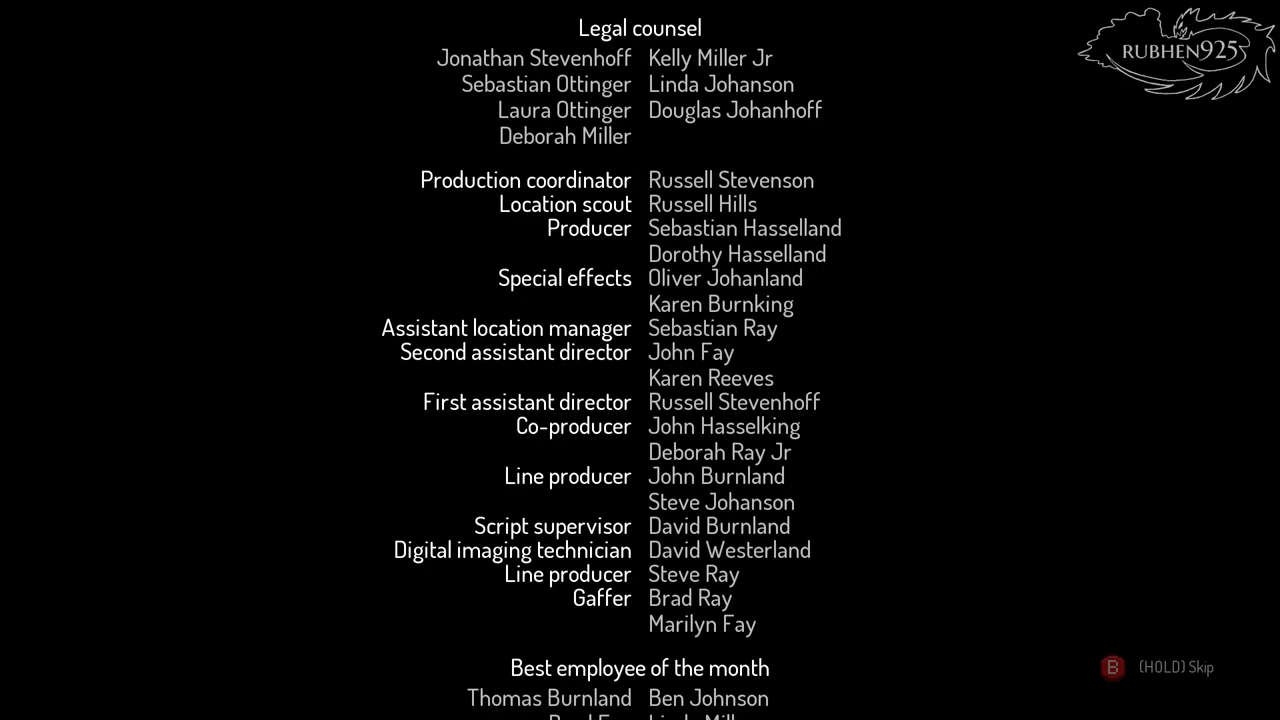 Legal counsel
Jonathan Stevenhoff Kelly Miller Jr
Sebastian Ottinger Linda Johanson
Laura Ottinger Douglas Johanhoff
Deborah Miller
RUBHEN925
Production coordinator Russell Stevenson
Location scout Russell Hills
Producer Sebastian Hasselland
Dorothy Hasselland
Special effects Oliver Johanland
Karen Burnking
Assistant location manager Sebastian Ray
Second assistant director John Fay
Karen Reeves
First assistant director Russell Stevenhoff
Co-producer John Hasselking
Deborah Ray Jr
Line producer John Burnland
Steve Johanson
Script supervisor David Burnland
Digital imaging technician David Westerland
Line producer Steve Ray
Gaffer Brad Ray
Marilyn Fay
Best employee of the month
B (HOLD) Skip
Thomas Burnland Ben Johnson